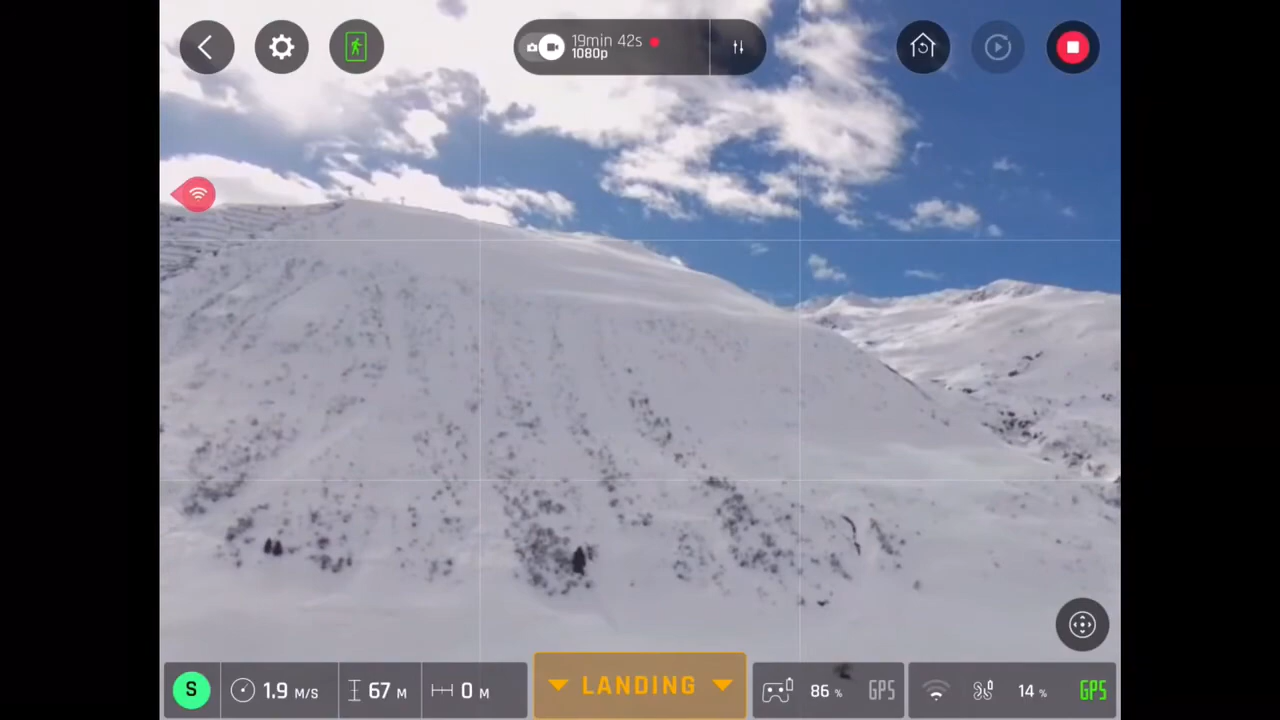 19min 42s
1080p
S
1.9 M/S
67 M
0 M
LANDING
86 %
GPS
14 %
GPS